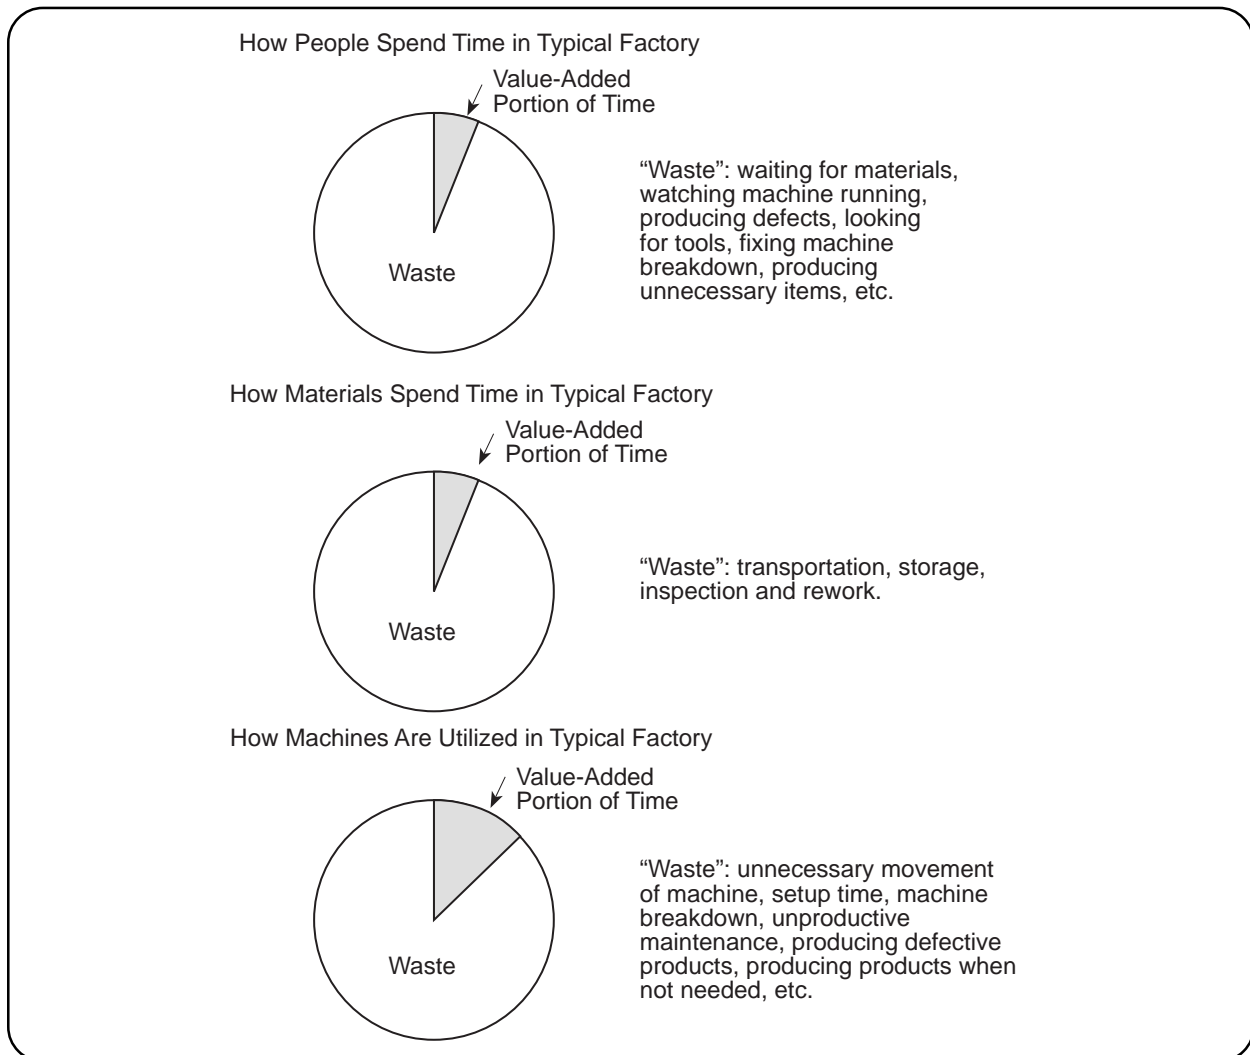 How People Spend Time in Typical Factory
Value-Added
Portion of Time
“Waste”: waiting for materials,
watching machine running,
producing defects, looking
for tools, fixing machine
breakdown, producing
unnecessary items, etc.
Waste
How Materials Spend Time in Typical Factory
Value-Added
Portion of Time
“Waste”: transportation, storage,
inspection and rework.
Waste
How Machines Are Utilized in Typical Factory
Value-Added
Portion of Time
“Waste”: unnecessary movement
of machine, setup time, machine
breakdown, unproductive
maintenance, producing defective
products, producing products when
not needed, etc.
Waste